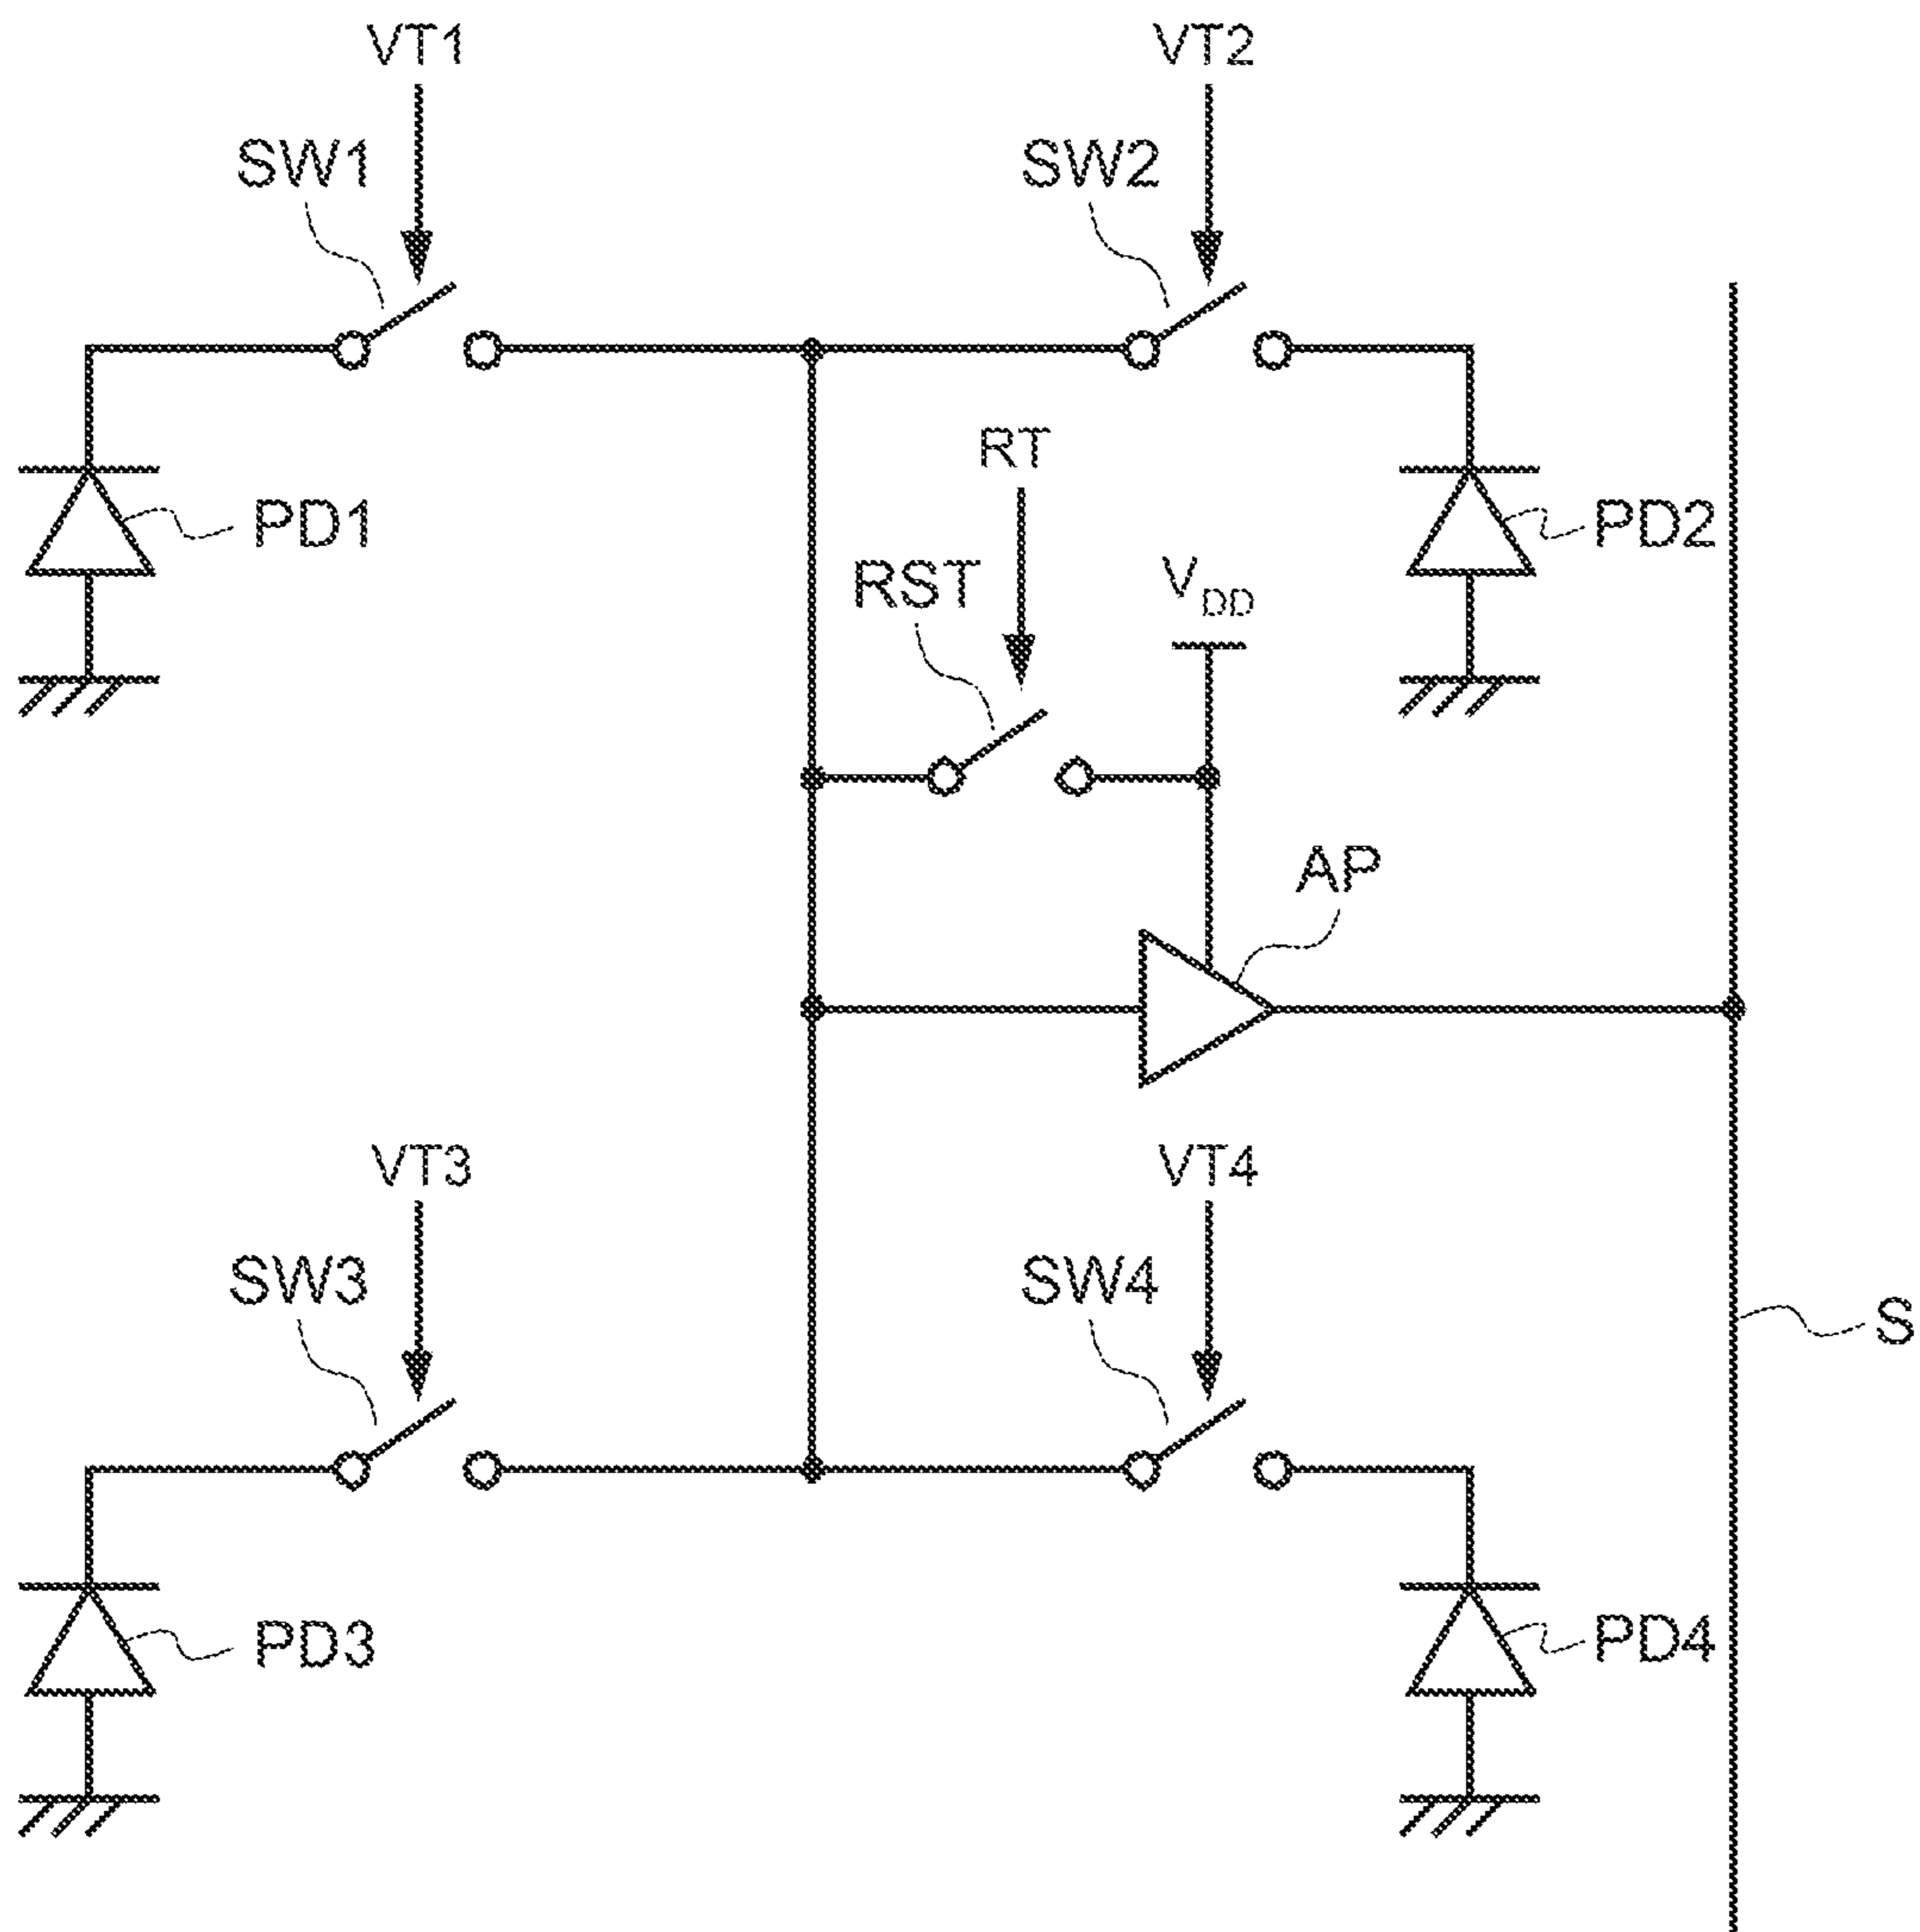 VT1
VT2
SW1
SW2
RT
PD1
PD2
RST
VDD
AP
VT3
VT4
SW3
SW4
S
PD3
PD4